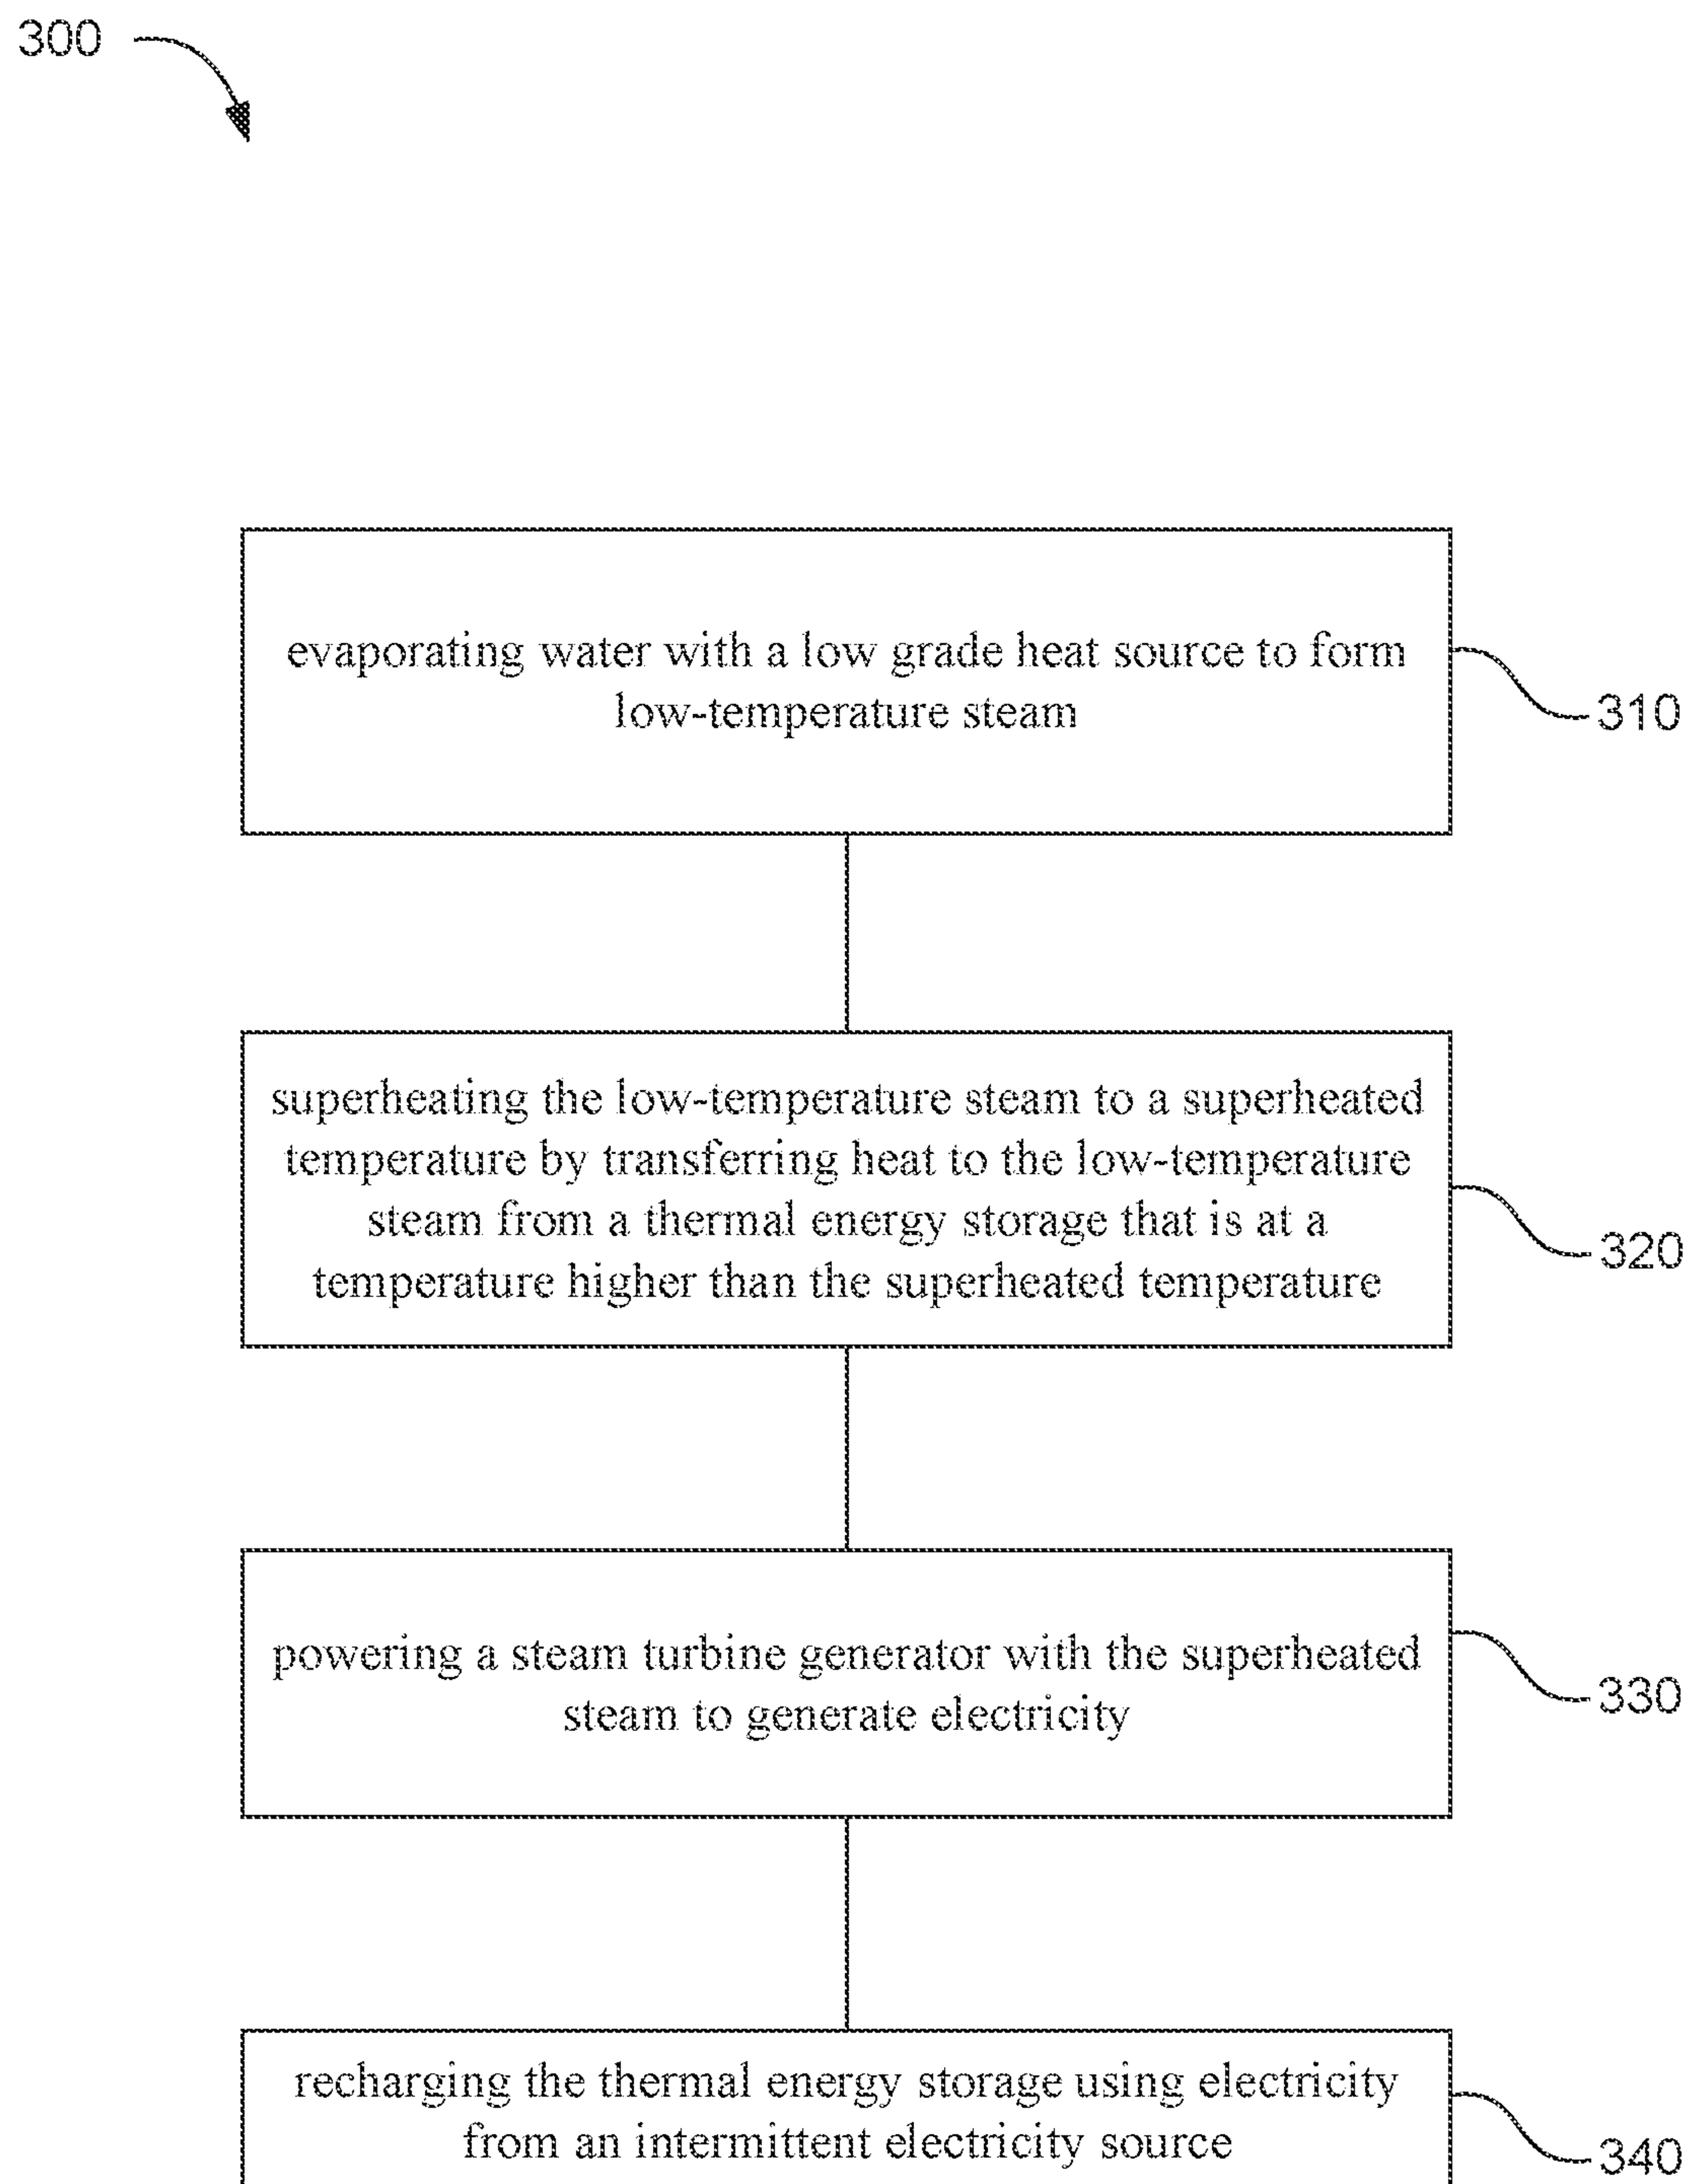 300
evaporating water with a low grade heat source to form
low-temperature steam
310
superheating the low-temperature steam to a superheated
temperature by transferring heat to the low-temperature
steam from a thermal energy storage that is at a
temperature higher than the superheated temperature
320
powering a steam turbine generator with the superheated
steam to generate electricity
330
recharging the thermal energy storage using electricity
from an intermittent electricity source
340